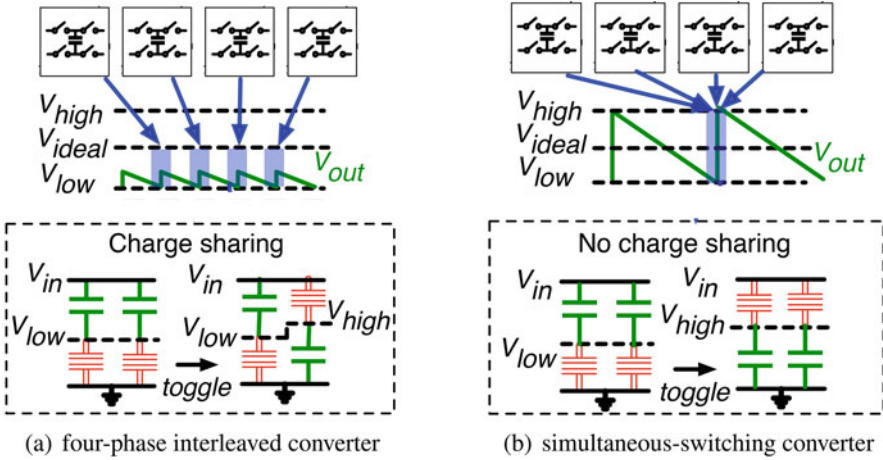 V_high
V_ideal
V_low
V_out
Charge sharing
V_in
V_low
toggle
V_in
V_low
V_high
(a) four-phase interleaved converter
V_high
V_ideal
V_low
V_out
No charge sharing
V_in
V_low
toggle
V_in
V_high
(b) simultaneous-switching converter